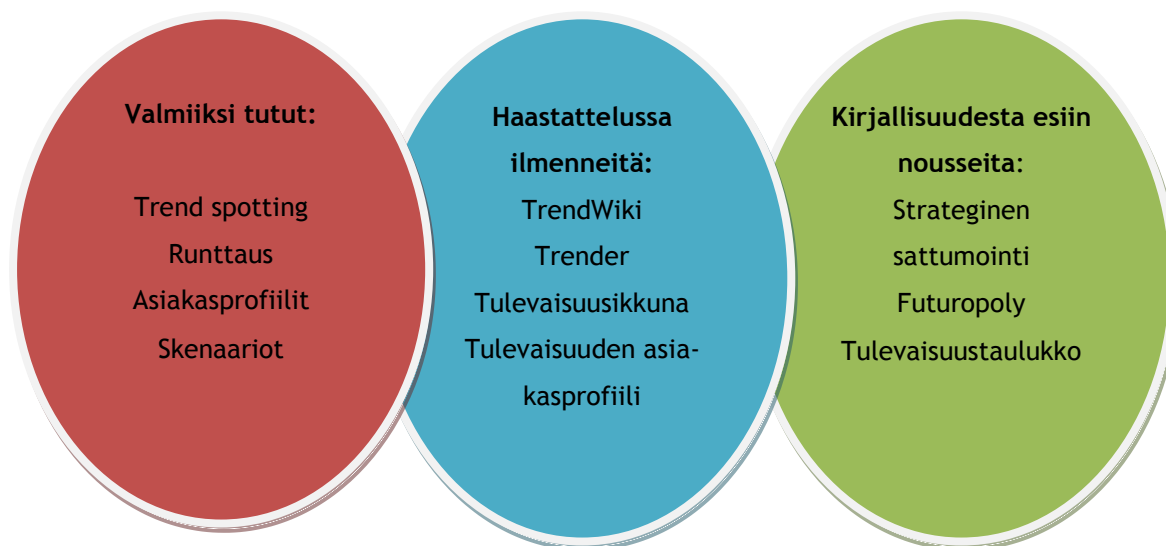 Valmiiksi tutut:
Trend spotting
Runttaus
Asiakasprofiilit
Skenaariot
Haastattelussa
ilmenneitä:
TrendWiki
Trender
Tulevaisuusikkuna
Tulevaisuuden asia-
kasprofiili
Kirjallisuudesta esiin
nousseita:
Strateginen
sattumointi
Futuropoly
Tulevaisuustaulukko